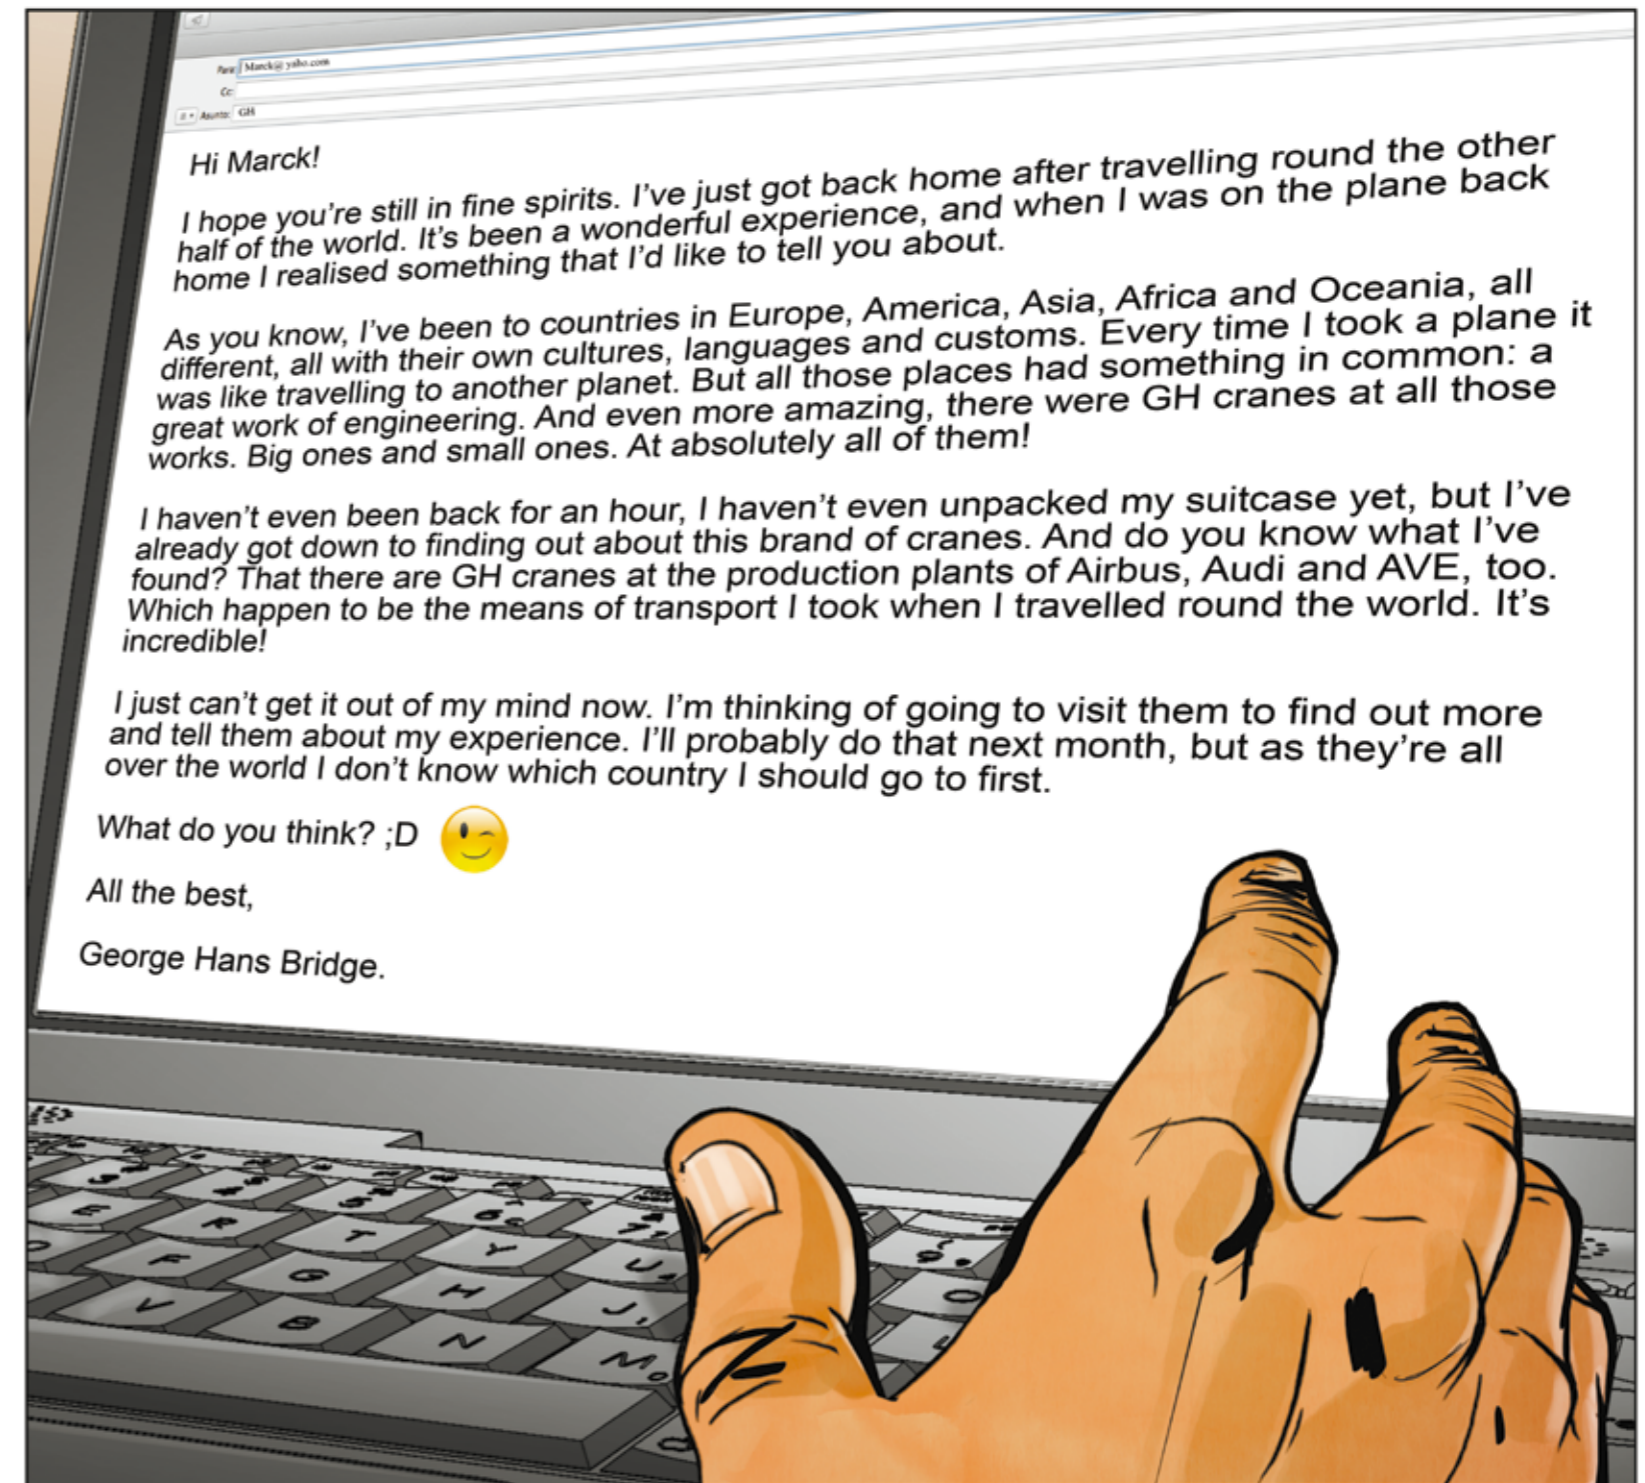 Para: Marck@ yaho.com
Cc:
Asunto: GH
Hi Marck!
I hope you're still in fine spirits. I've just got back home after travelling round the other
half of the world. It's been a wonderful experience, and when I was on the plane back
home I realised something that I'd like to tell you about.
As you know, I've been to countries in Europe, America, Asia, Africa and Oceania, all
different, all with their own cultures, languages and customs. Every time I took a plane it
was like travelling to another planet. But all those places had something in common: a
great work of engineering. And even more amazing, there were GH cranes at all those
works. Big ones and small ones. At absolutely all of them!
I haven't even been back for an hour, I haven't even unpacked my suitcase yet, but I've
already got down to finding out about this brand of cranes. And do you know what I've
found? That there are GH cranes at the production plants of Airbus, Audi and AVE, too.
Which happen to be the means of transport I took when I travelled round the world. It's
incredible!
I just can't get it out of my mind now. I'm thinking of going to visit them to find out more
and tell them about my experience. I'll probably do that next month, but as they're all
over the world I don't know which country I should go to first.
What do you think? ;D
All the best,
George Hans Bridge.
E R T Y U
F G H J
V B N M